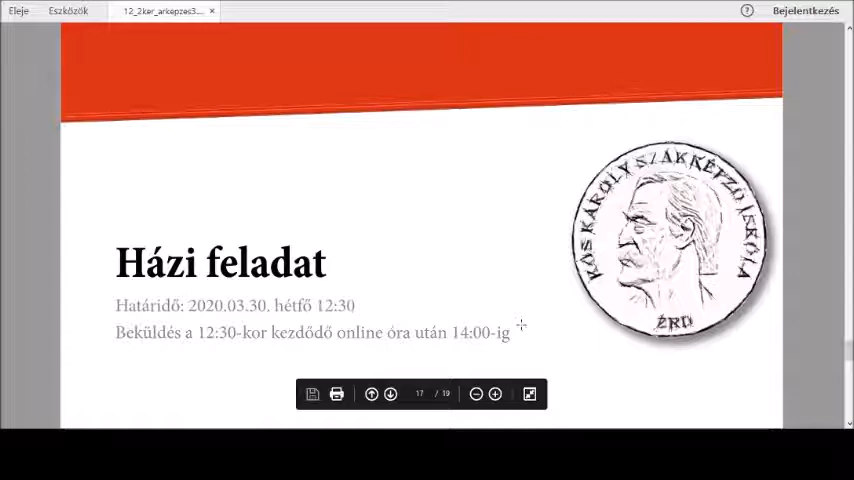 Eleje Eszközök 12_2ker_arkepzes3... × ? Bejelentkezés
KÓS KÁROLY SZAKKÉPZŐ ISKOLA
ÉRD
Házi feladat
Határidő: 2020.03.30. hétfő 12:30
Beküldés a 12:30-kor kezdődő online óra után 14:00-ig
17 / 19